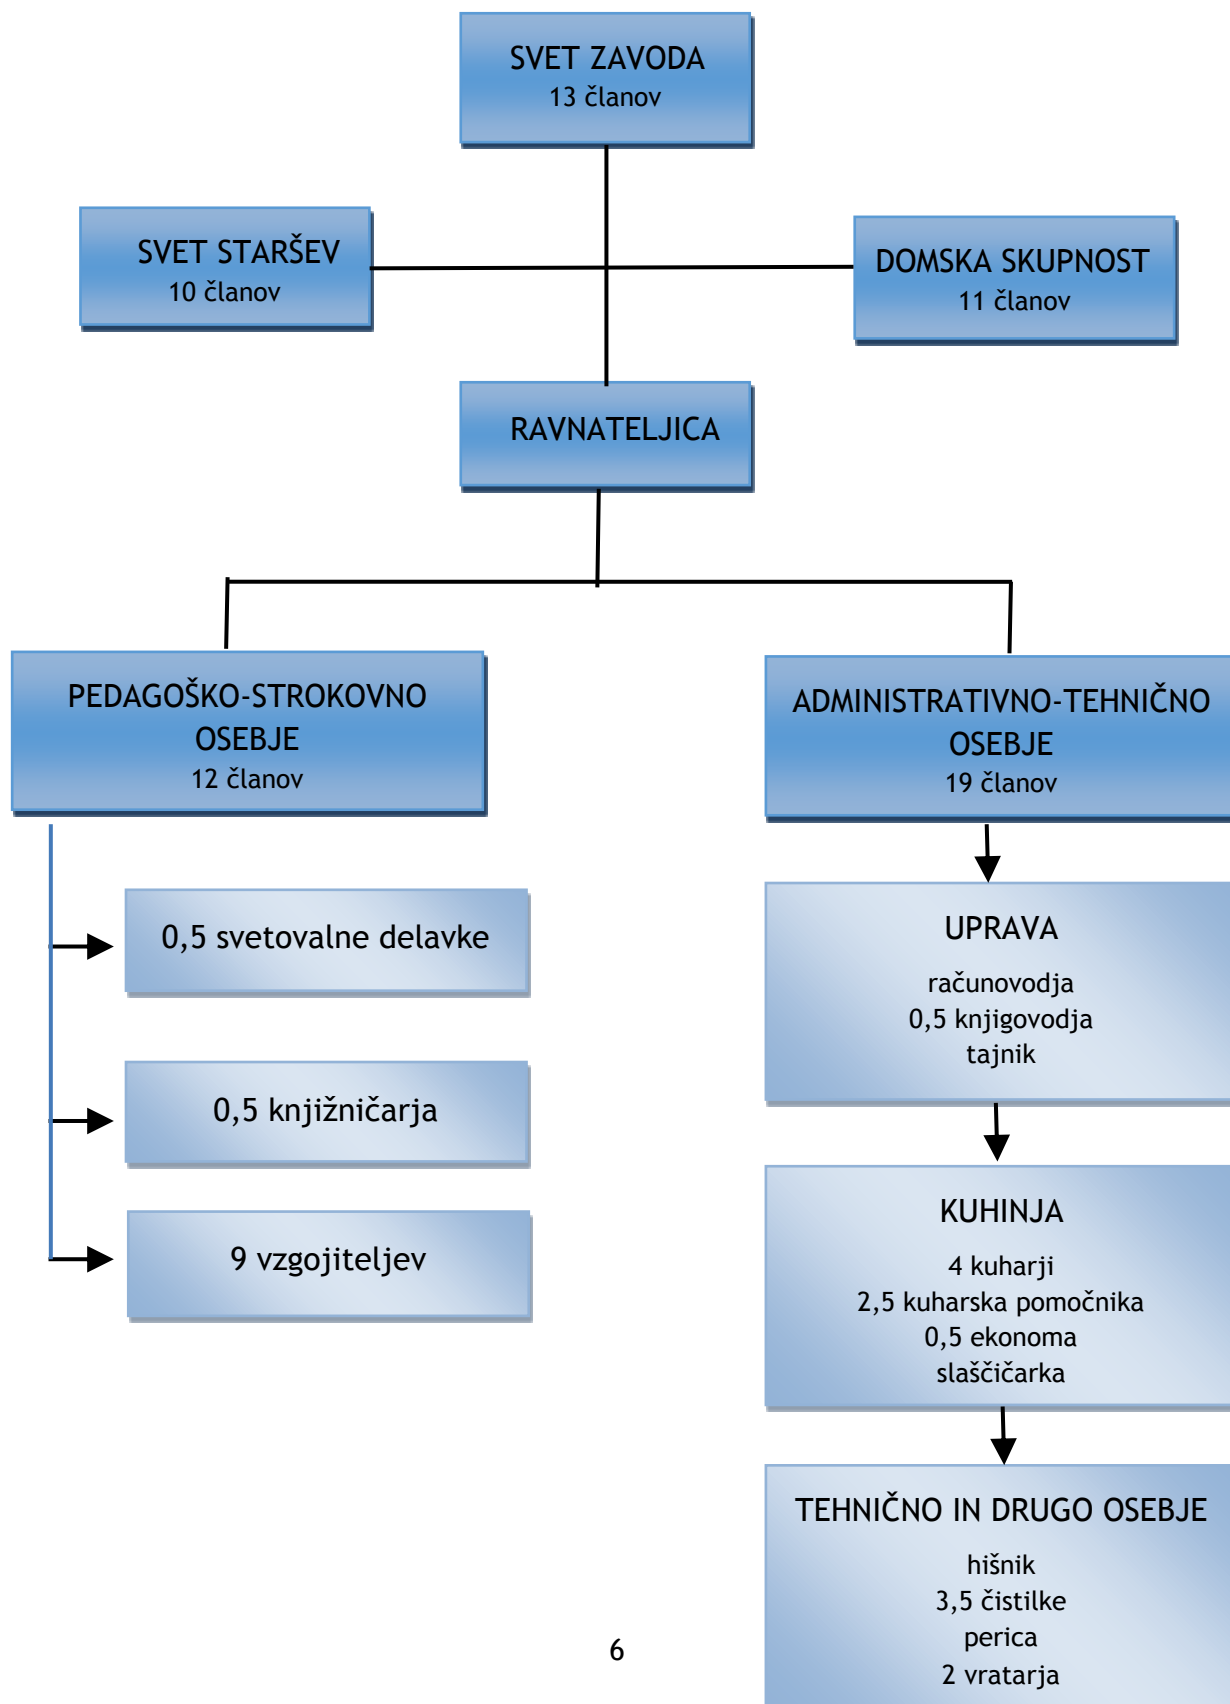 SVET ZAVODA
13 članov
SVET STARŠEV
10 članov
DOMSKA SKUPNOST
11 članov
RAVNATELJICA
PEDAGOŠKO-STROKOVNO
OSEBJE
12 članov
ADMINISTRATIVNO-TEHNIČNO
OSEBJE
19 članov
0,5 svetovalne delavke
0,5 knjižničarja
9 vzgojiteljev
UPRAVA
računovodja
0,5 knjigovodja
tajnik
KUHINJA
4 kuharji
2,5 kuharska pomočnika
0,5 ekonoma
slaščičarka
TEHNIČNO IN DRUGO OSEBJE
hišnik
3,5 čistilke
perica
2 vratarja
6